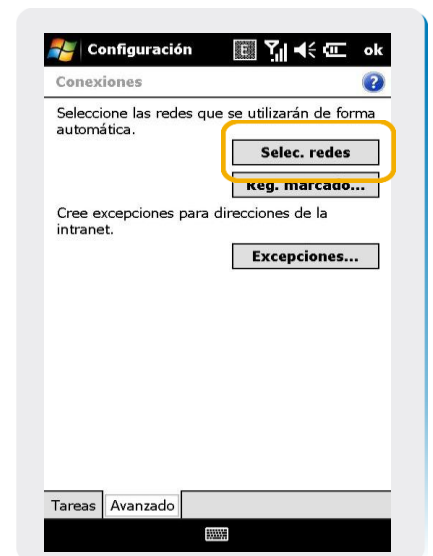 Configuración
E
ok
Conexiones
?
Seleccione las redes que se utilizarán de forma
automática.
Selec. redes
Reg. marcado...
Cree excepciones para direcciones de la
intranet.
Excepciones...
Tareas
Avanzado